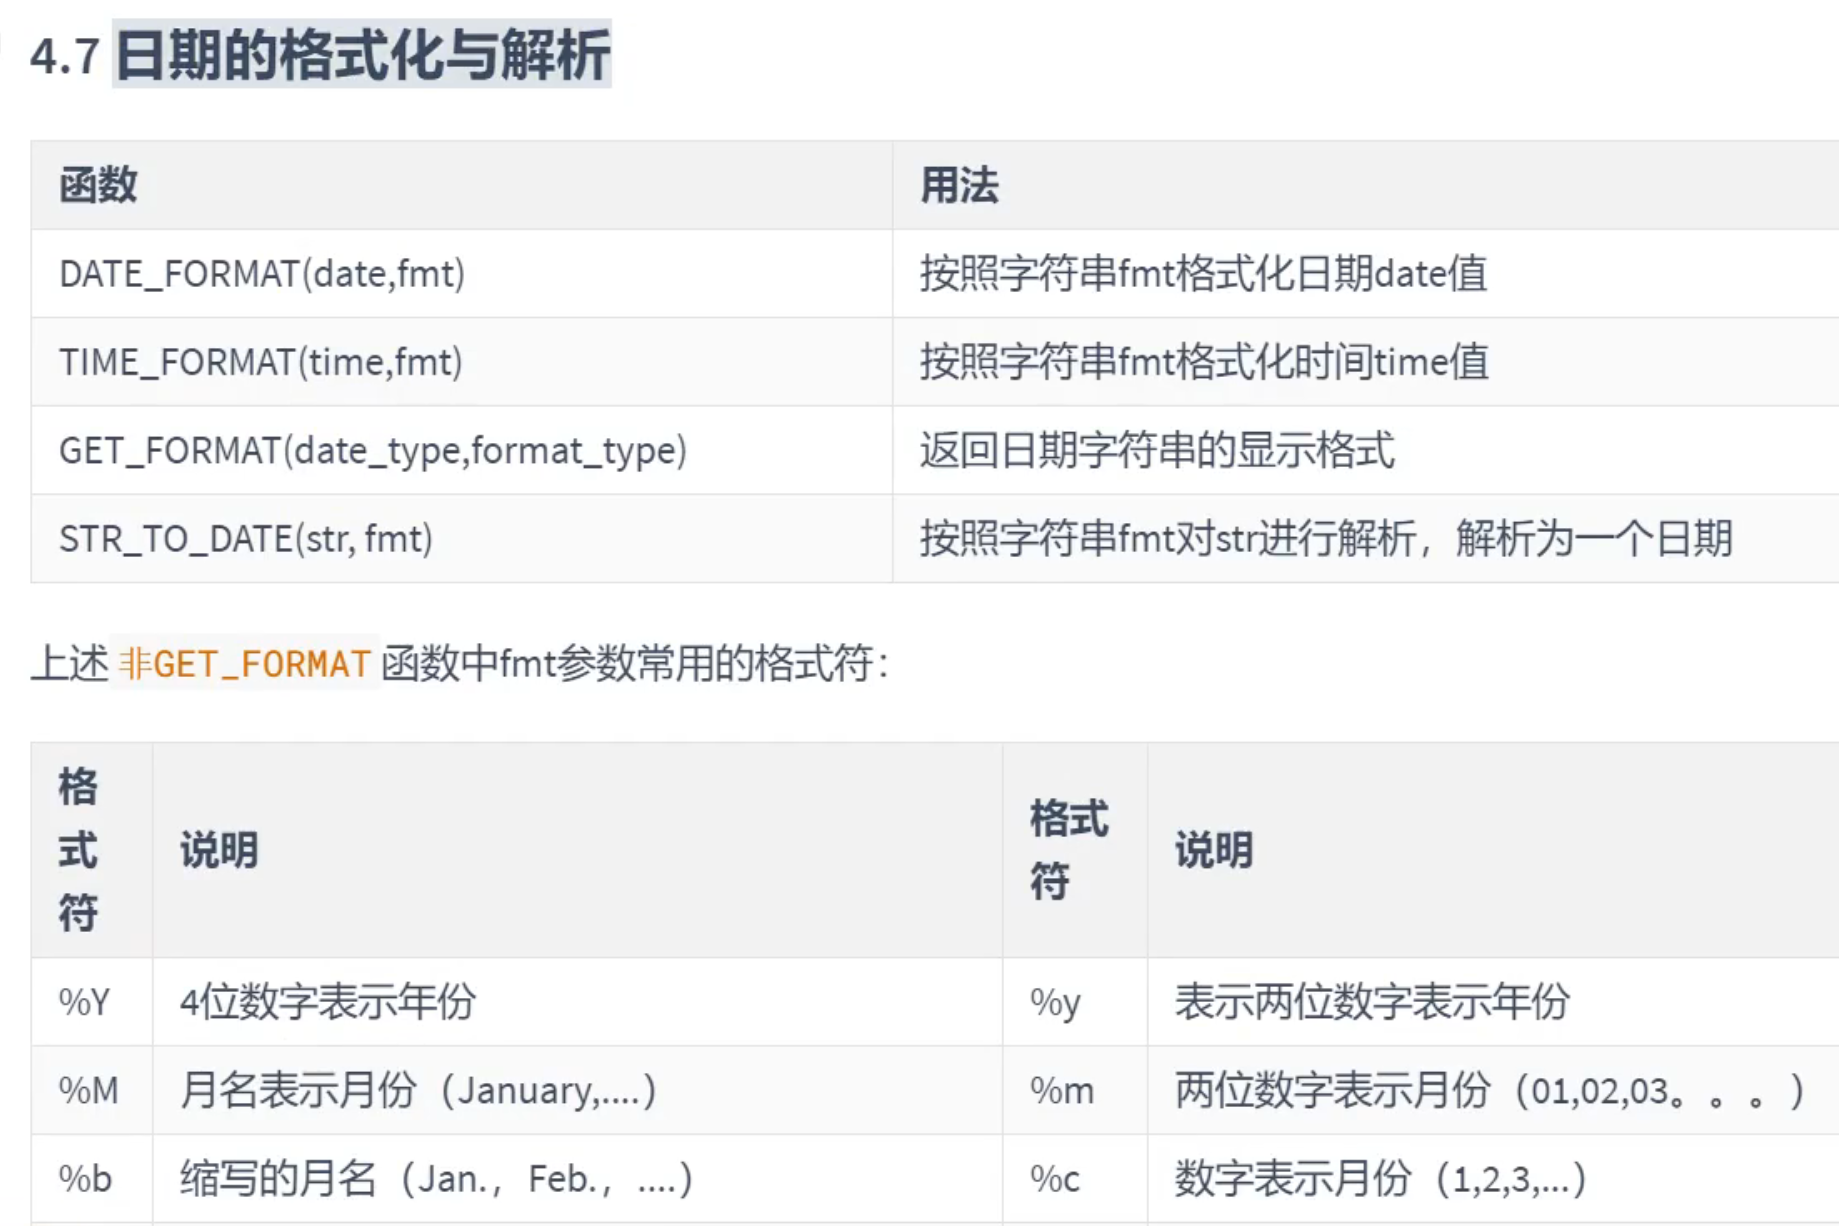 4.7 日期的格式化与解析
函数 用法
DATE_FORMAT(date,fmt) 按照字符串fmt格式化日期date值
TIME_FORMAT(time,fmt) 按照字符串fmt格式化时间time值
GET_FORMAT(date_type,format_type) 返回日期字符串的显示格式
STR_TO_DATE(str, fmt) 按照字符串fmt对str进行解析，解析为一个日期
上述 非GET_FORMAT 函数中fmt参数常用的格式符：
格式符 说明 格式符 说明
%Y 4位数字表示年份 %y 表示两位数字表示年份
%M 月名表示月份（January,....） %m 两位数字表示月份（01,02,03。。。）
%b 缩写的月名（Jan.，Feb.，....） %c 数字表示月份（1,2,3,...）